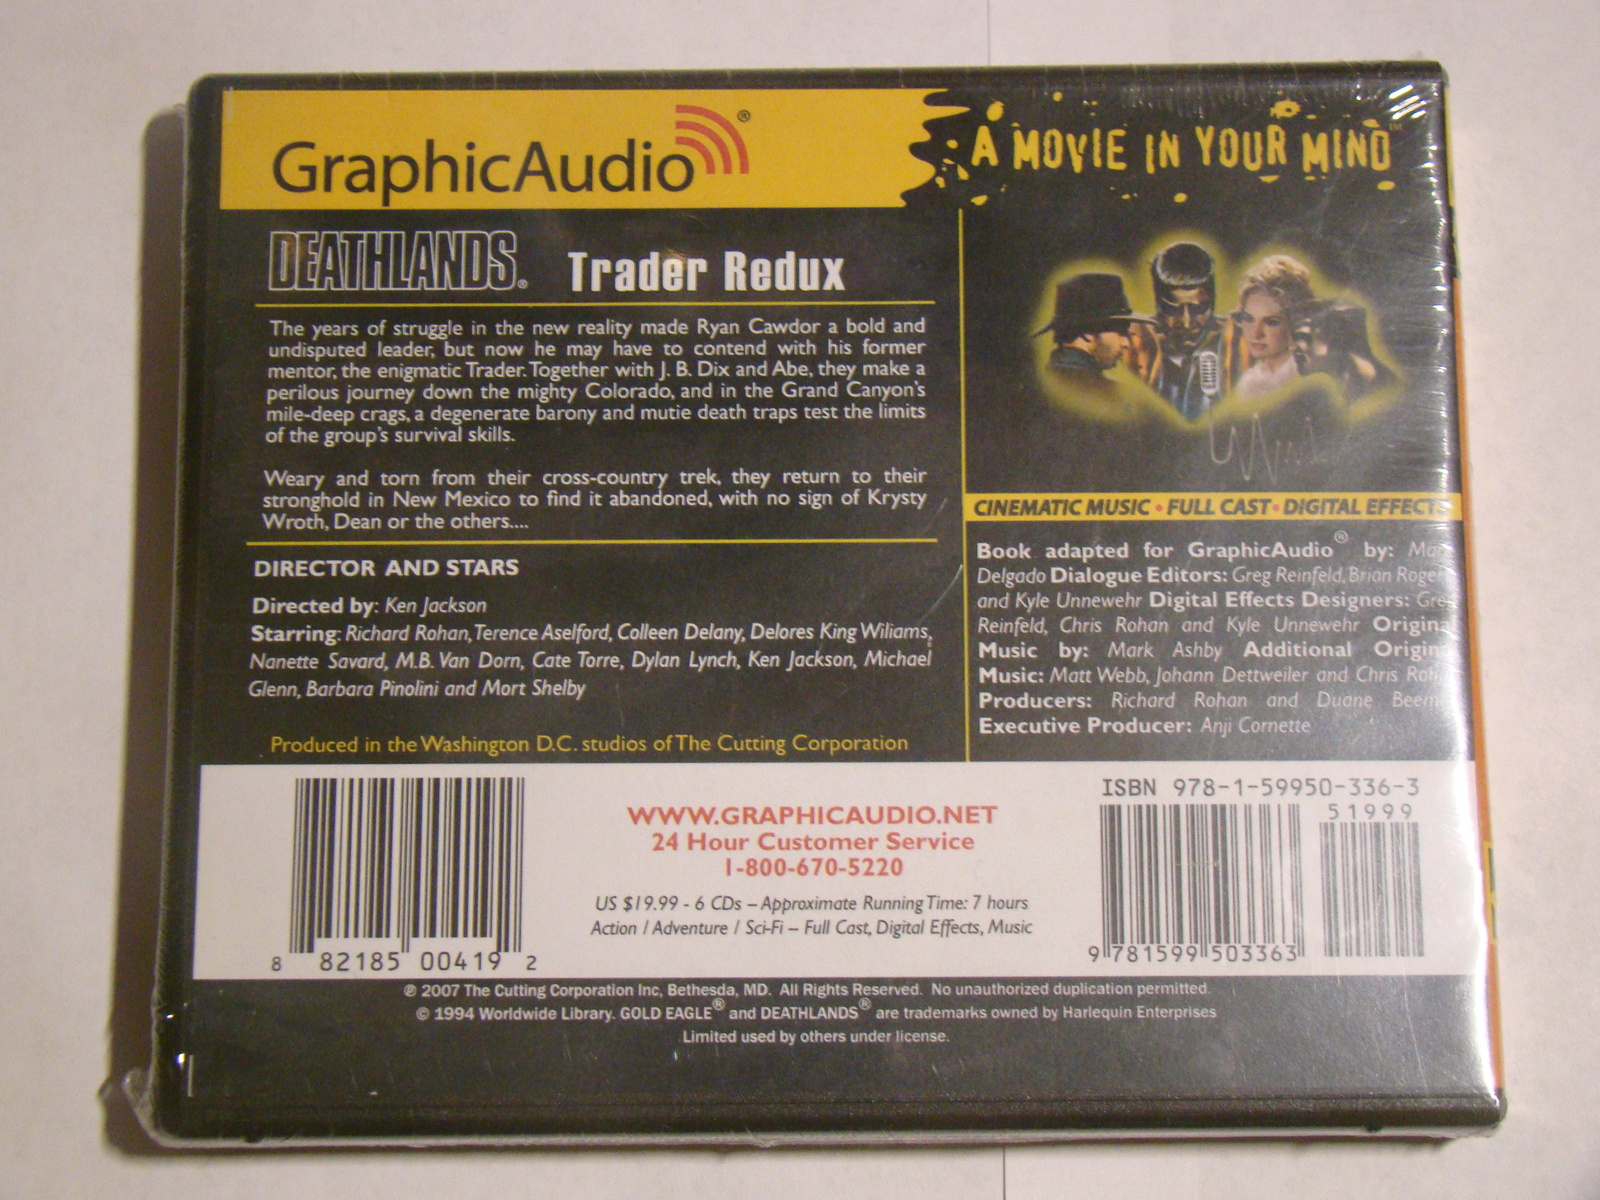 GraphicAudio®
A MOVIE IN YOUR MIND™
DEATHLANDS® Trader Redux
The years of struggle in the new reality made Ryan Cawdor a bold and
undisputed leader, but now he may have to contend with his former
mentor, the enigmatic Trader. Together with J. B. Dix and Abe, they make a
perilous journey down the mighty Colorado, and in the Grand Canyon's
mile-deep crags, a degenerate barony and mutie death traps test the limits
of the group's survival skills.
Weary and torn from their cross-country trek, they return to their
stronghold in New Mexico to find it abandoned, with no sign of Krysty
Wroth, Dean or the others....
DIRECTOR AND STARS
Directed by: Ken Jackson
Starring: Richard Rohan, Terence Aselford, Colleen Delany, Delores King Wiliams,
Nanette Savard, M.B. Van Dorn, Cate Torre, Dylan Lynch, Ken Jackson, Michael
Glenn, Barbara Pinolini and Mort Shelby
Produced in the Washington D.C. studios of The Cutting Corporation
CINEMATIC MUSIC • FULL CAST • DIGITAL EFFECTS
Book adapted for GraphicAudio® by:
Delgado Dialogue Editors: Greg Reinfeld, Brian
and Kyle Unnewehr Digital Effects Designers:
Reinfeld, Chris Rohan and Kyle Unnewehr Original
Music by: Mark Ashby Additional
Music: Matt Webb, Johann Dettweiler and Chris
Producers: Richard Rohan and Duane
Executive Producer: Anji Cornette
8 82185 00419 2
WWW.GRAPHICAUDIO.NET
24 Hour Customer Service
1-800-670-5220
US $19.99 - 6 CDs – Approximate Running Time: 7 hours
Action / Adventure / Sci-Fi – Full Cast, Digital Effects, Music
ISBN 978-1-59950-336-3
51999
9 781599 503363
℗ 2007 The Cutting Corporation Inc, Bethesda, MD. All Rights Reserved. No unauthorized duplication permitted.
© 1994 Worldwide Library. GOLD EAGLE® and DEATHLANDS® are trademarks owned by Harlequin Enterprises
Limited used by others under license.